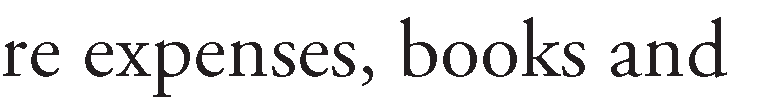 re expenses, books and